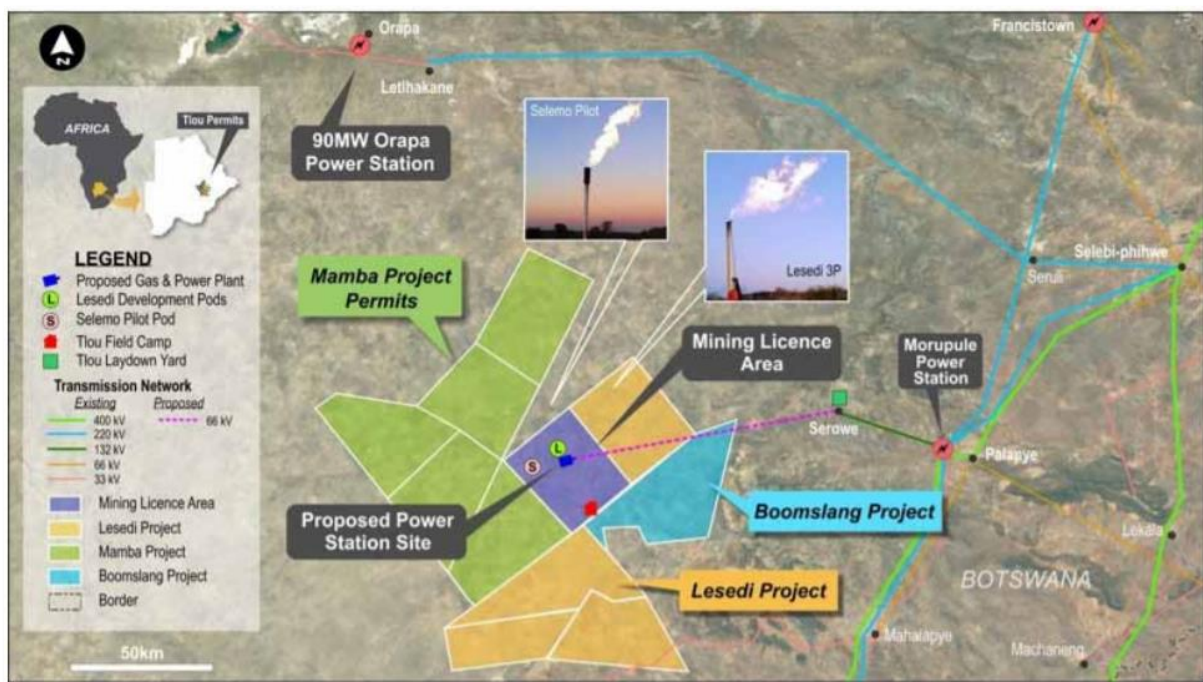 Orapa
Letlhakane
Francistown
90MW Orapa
Power Station
Selemo Pilot
Lesedi 3P
AFRICA
Tlou Permits
LEGEND
Proposed Gas & Power Plant
L Lesedi Development Pods
S Selemo Pilot Pod
Tlou Field Camp
Tlou Laydown Yard
Transmission Network
Existing Proposed
400 kV 66 kV
220 kV
132 kV
66 kV
33 kV
Mining Licence Area
Lesedi Project
Mamba Project
Boomslang Project
Border
50km
Mamba Project
Permits
Mining Licence
Area
Selebi-phihwe
Seruli
Morupule
Power
Station
Serowe
Palapye
L
S
Proposed Power
Station Site
Boomslang Project
Lesedi Project
Lekala
BOTSWANA
Mahalapye
Machaneng